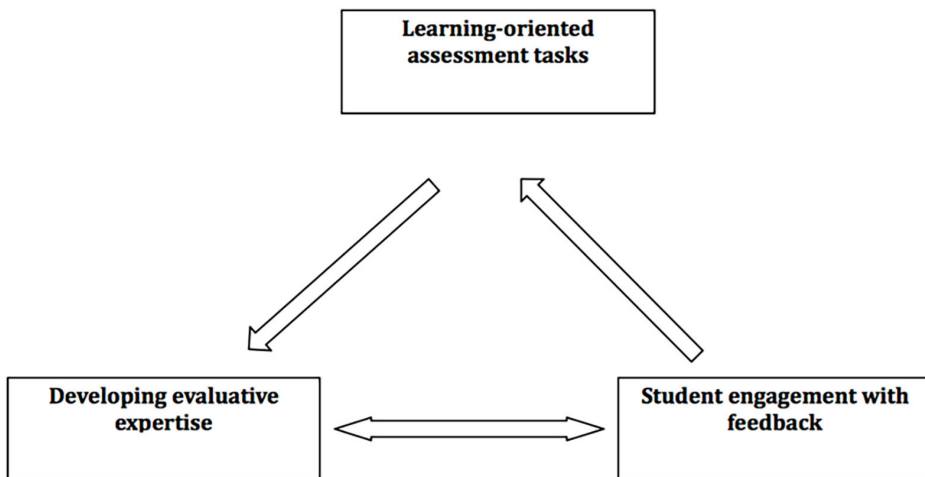 Learning-oriented
assessment tasks
Developing evaluative
expertise
Student engagement with
feedback